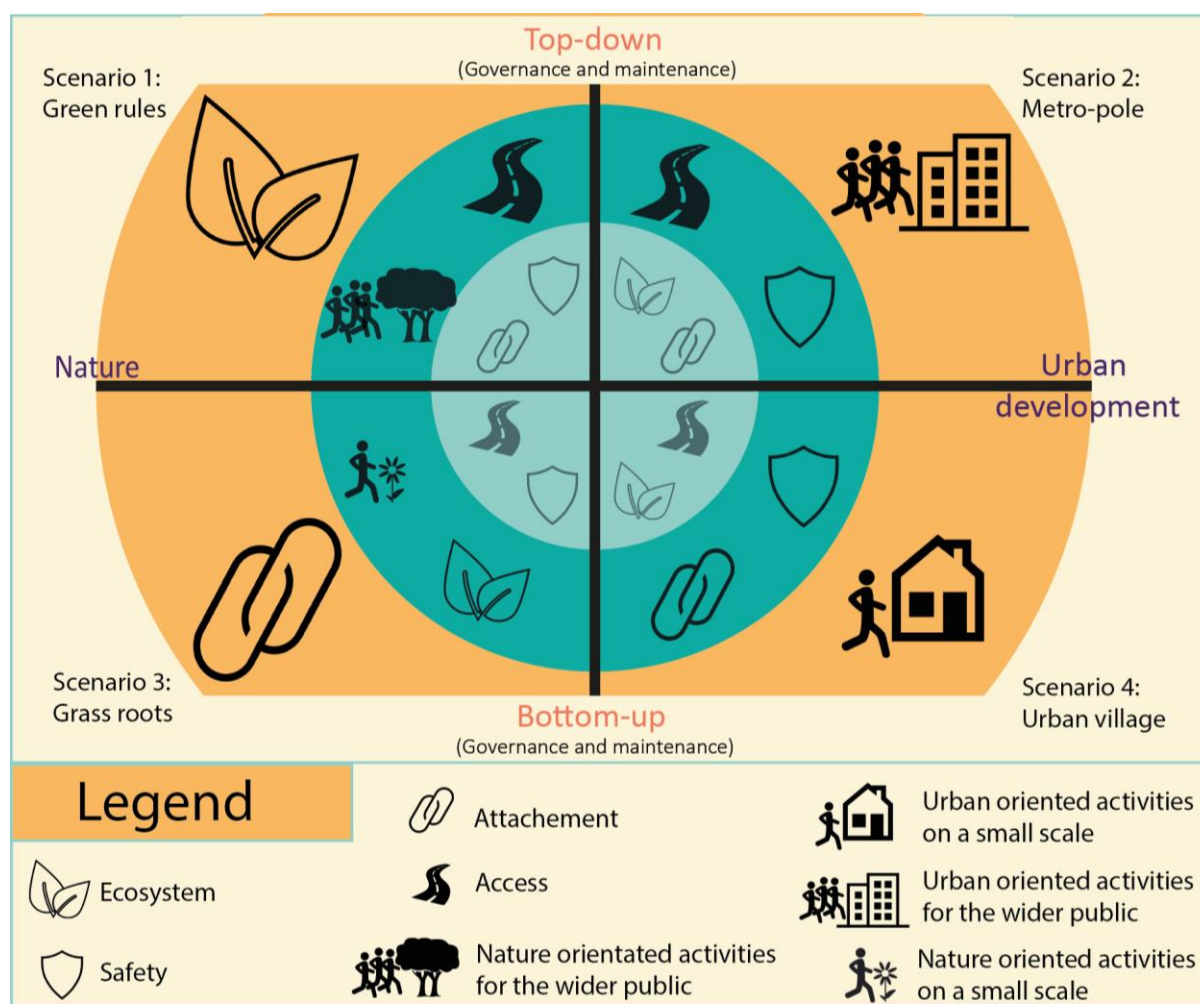 Top-down
(Governance and maintenance)
Scenario 1:
Green rules
Scenario 2:
Metro-pole
Nature
Urban
development
Scenario 3:
Grass roots
Scenario 4:
Urban village
Bottom-up
(Governance and maintenance)
Legend
Ecosystem
Safety
Attachement
Access
Nature orientated activities
for the wider public
Urban oriented activities
on a small scale
Urban oriented activities
for the wider public
Nature oriented activities
on a small scale